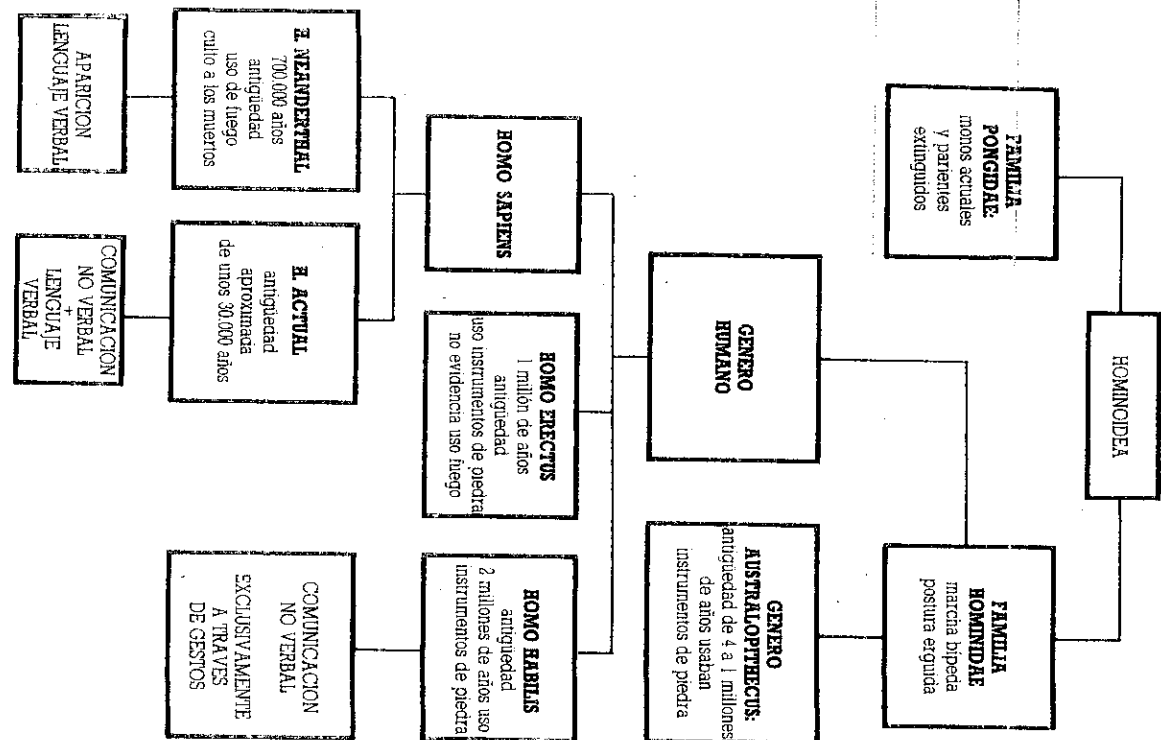 HOMINOIDEA
FAMILIA
PONGIDAE:
monos actuales
y parientes
extinguidos
FAMILIA
HOMINIDAE
marcha bipeda
postura erguida
GENERO
HUMANO
GENERO
AUSTRALOPITHECUS:
antigüedad de 4 a 1 millones
de años usaban
instrumentos de piedra
HOMO SAPIENS
HOMO ERECTUS
1 millón de años
antigüedad
uso instrumentos de piedra
no evidencia uso fuego
HOMO HABILIS
antigüedad
2 millones de años uso
instrumentos de piedra
H. NEANDERTHAL
700.000 años
antigüedad
uso de fuego
culto a los muertos
H. ACTUAL
antigüedad
aproximada
de unos 30.000 años
COMUNICACION
NO VERBAL
EXCLUSIVAMENTE
A TRAVES
DE GESTOS
APARICION
LENGUAJE VERBAL
COMUNICACION
NO VERBAL
+
LENGUAJE
VERBAL